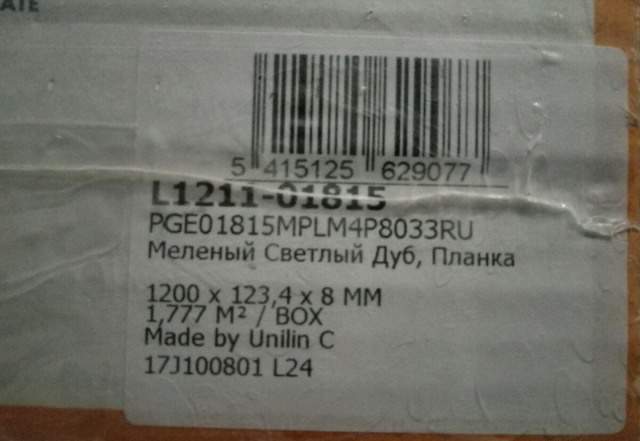 ATE
5 415125 629077
L1211-01815
PGE01815MPLM4P8033RU
Меленый Светлый Дуб, Планка
1200 x 123,4 x 8 MM
1,777 M² / BOX
Made by Unilin C
17J100801 L24